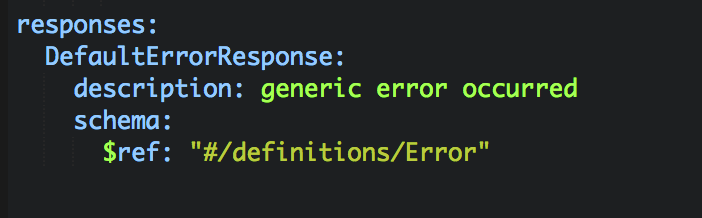 responses:
  DefaultErrorResponse:
    description: generic error occurred
    schema:
      $ref: "#/definitions/Error"